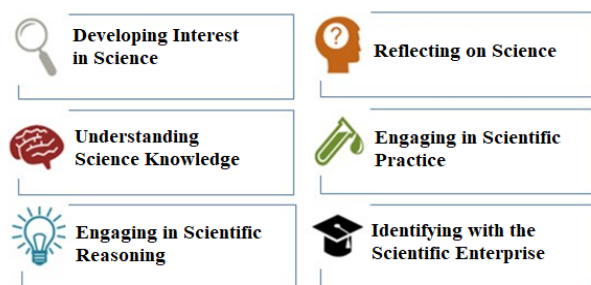 Developing Interest
in Science
Reflecting on Science
?
Understanding
Science Knowledge
Engaging in Scientific
Practice
Engaging in Scientific
Reasoning
Identifying with the
Scientific Enterprise